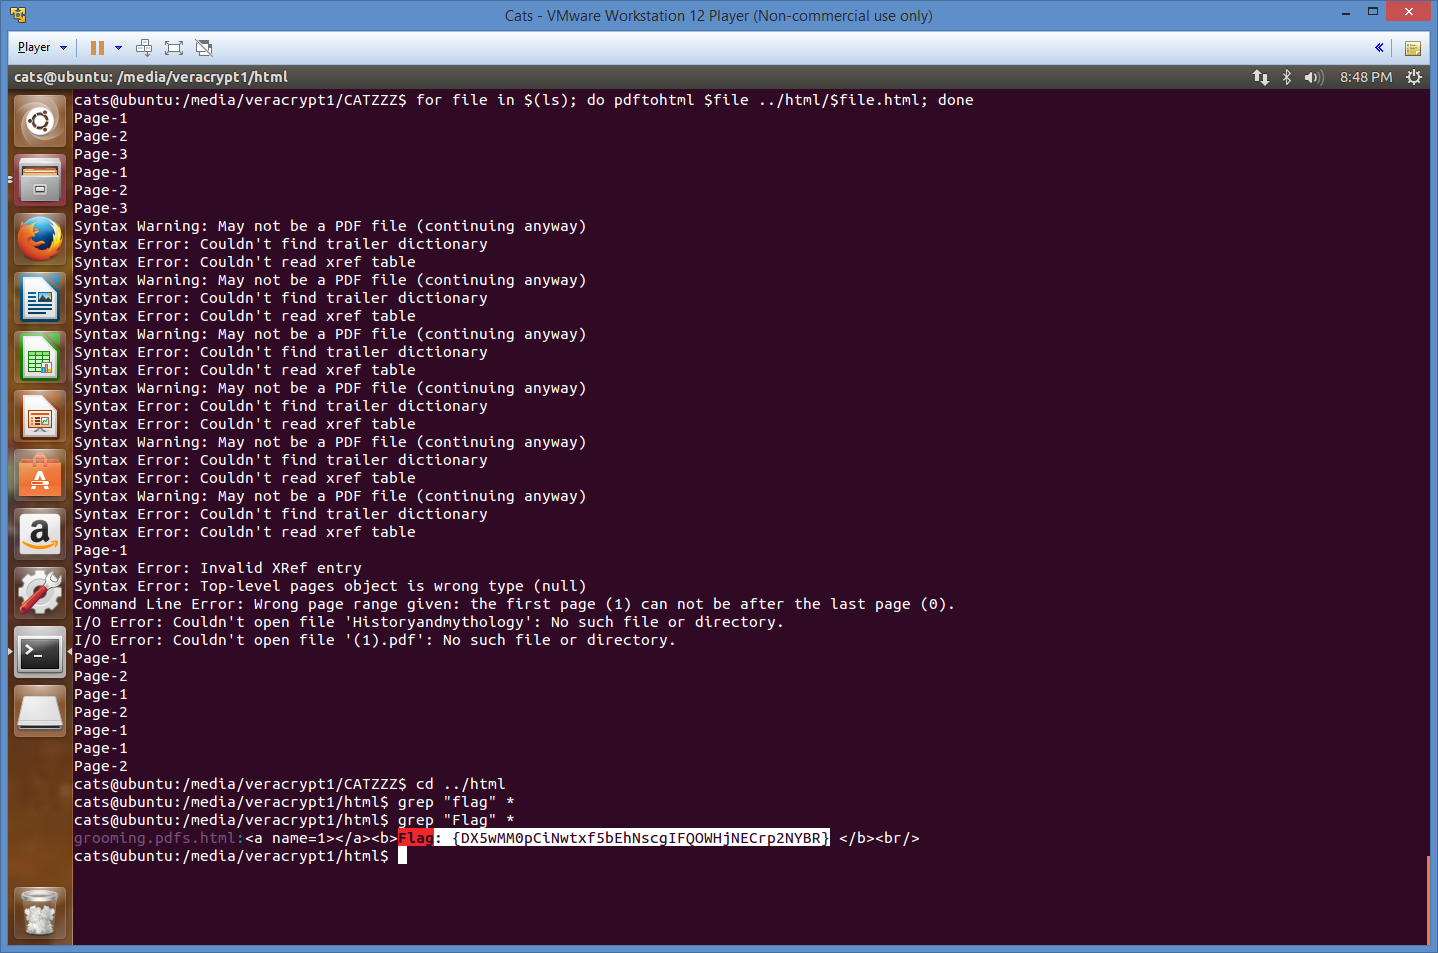 Cats - VMware Workstation 12 Player (Non-commercial use only)
Player
cats@ubuntu: /media/veracrypt1/html
8:48 PM
cats@ubuntu:/media/veracrypt1/CATZZZ$ for file in $(ls); do pdftohtml $file ../html/$file.html; done
Page-1
Page-2
Page-3
Page-1
Page-2
Page-3
Syntax Warning: May not be a PDF file (continuing anyway)
Syntax Error: Couldn't find trailer dictionary
Syntax Error: Couldn't read xref table
Syntax Warning: May not be a PDF file (continuing anyway)
Syntax Error: Couldn't find trailer dictionary
Syntax Error: Couldn't read xref table
Syntax Warning: May not be a PDF file (continuing anyway)
Syntax Error: Couldn't find trailer dictionary
Syntax Error: Couldn't read xref table
Syntax Warning: May not be a PDF file (continuing anyway)
Syntax Error: Couldn't find trailer dictionary
Syntax Error: Couldn't read xref table
Syntax Warning: May not be a PDF file (continuing anyway)
Syntax Error: Couldn't find trailer dictionary
Syntax Error: Couldn't read xref table
Syntax Warning: May not be a PDF file (continuing anyway)
Syntax Error: Couldn't find trailer dictionary
Syntax Error: Couldn't read xref table
Page-1
Syntax Error: Invalid XRef entry
Syntax Error: Top-level pages object is wrong type (null)
Command Line Error: Wrong page range given: the first page (1) can not be after the last page (0).
I/O Error: Couldn't open file 'Historyandmythology': No such file or directory.
I/O Error: Couldn't open file '(1).pdf': No such file or directory.
Page-1
Page-2
Page-1
Page-2
Page-1
Page-1
Page-2
cats@ubuntu:/media/veracrypt1/CATZZZ$ cd ../html
cats@ubuntu:/media/veracrypt1/html$ grep "flag" *
cats@ubuntu:/media/veracrypt1/html$ grep "Flag" *
grooming.pdfs.html:<a name=1></a><b>Flag: {DX5wMM0pCiNwtxf5bEhNscgIFQOWHjNECrp2NYBR} </b><br/>
cats@ubuntu:/media/veracrypt1/html$